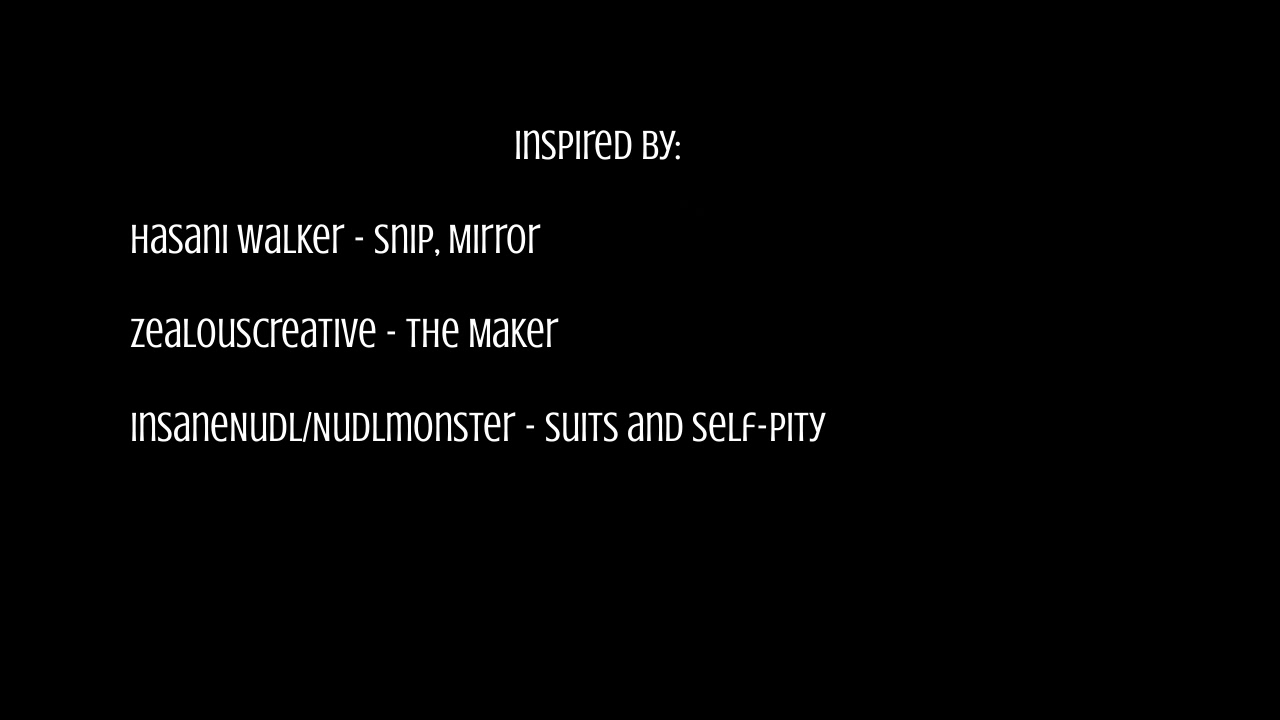 Inspired by:
Hasani Walker - Snip, Mirror
Zealouscreative - The Maker
InsaneNudl/Nudlmonster - Suits and Self-Pity